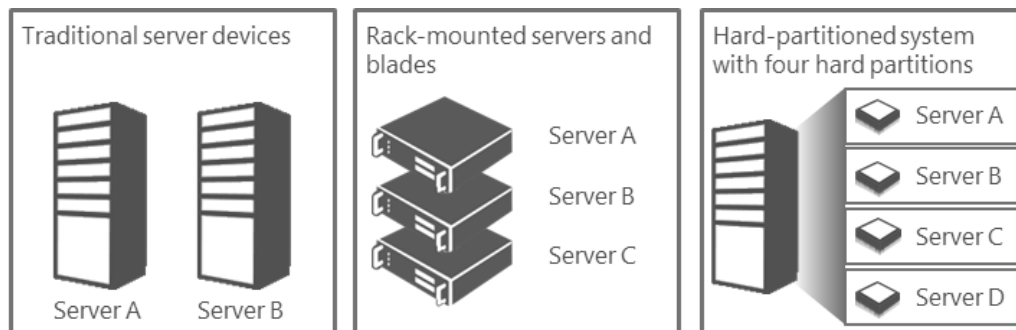 Traditional server devices
Server A
Server B
Rack-mounted servers and
blades
Server A
Server B
Server C
Hard-partitioned system
with four hard partitions
Server A
Server B
Server C
Server D